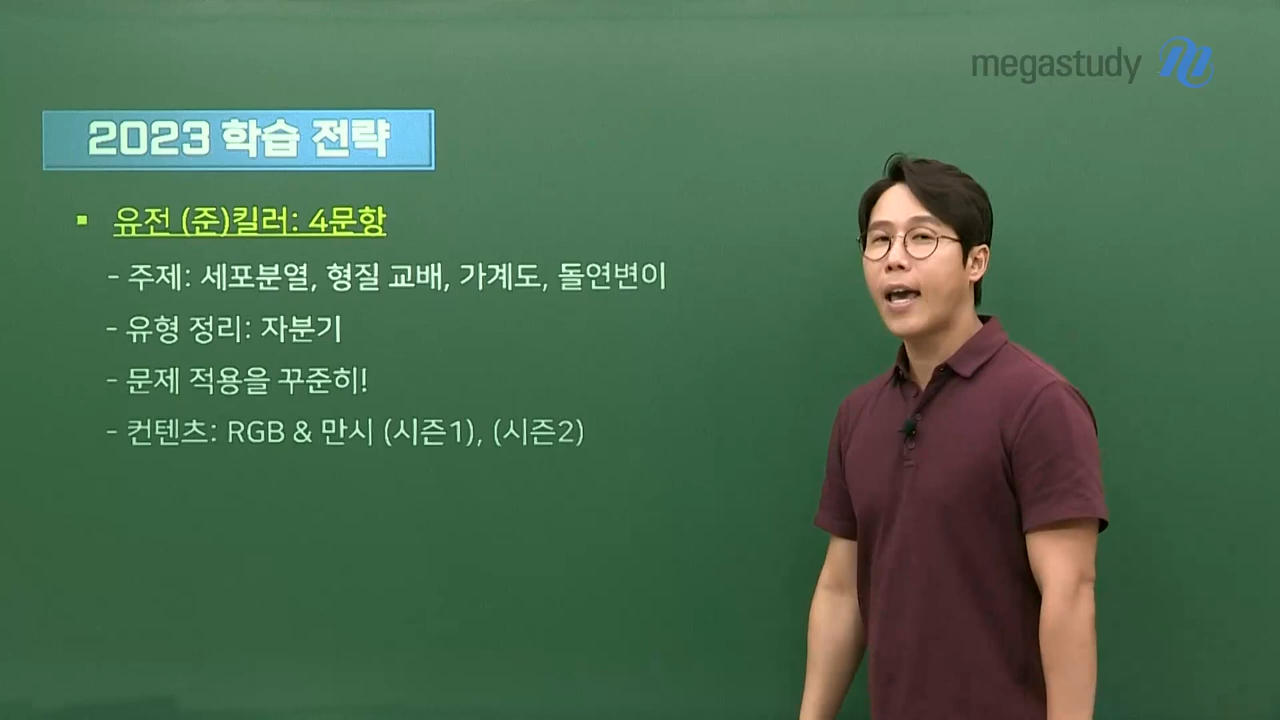 megastudy
2023 학습 전략
유전 (준)킬러: 4문항
- 주제: 세포분열, 형질 교배, 가계도, 돌연변이
- 유형 정리: 자분기
- 문제 적용을 꾸준히!
- 컨텐츠: RGB & 만시 (시즌1), (시즌2)